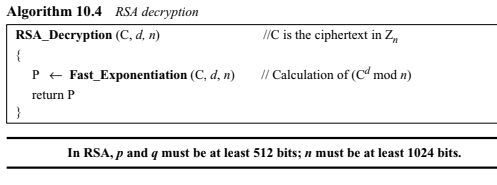 Algorithm 10.4 RSA decryption
RSA_Decryption (C, d, n) //C is the ciphertext in Zn
{
P ← Fast_Exponentiation (C, d, n) // Calculation of (C^d mod n)
return P
}
In RSA, p and q must be at least 512 bits; n must be at least 1024 bits.